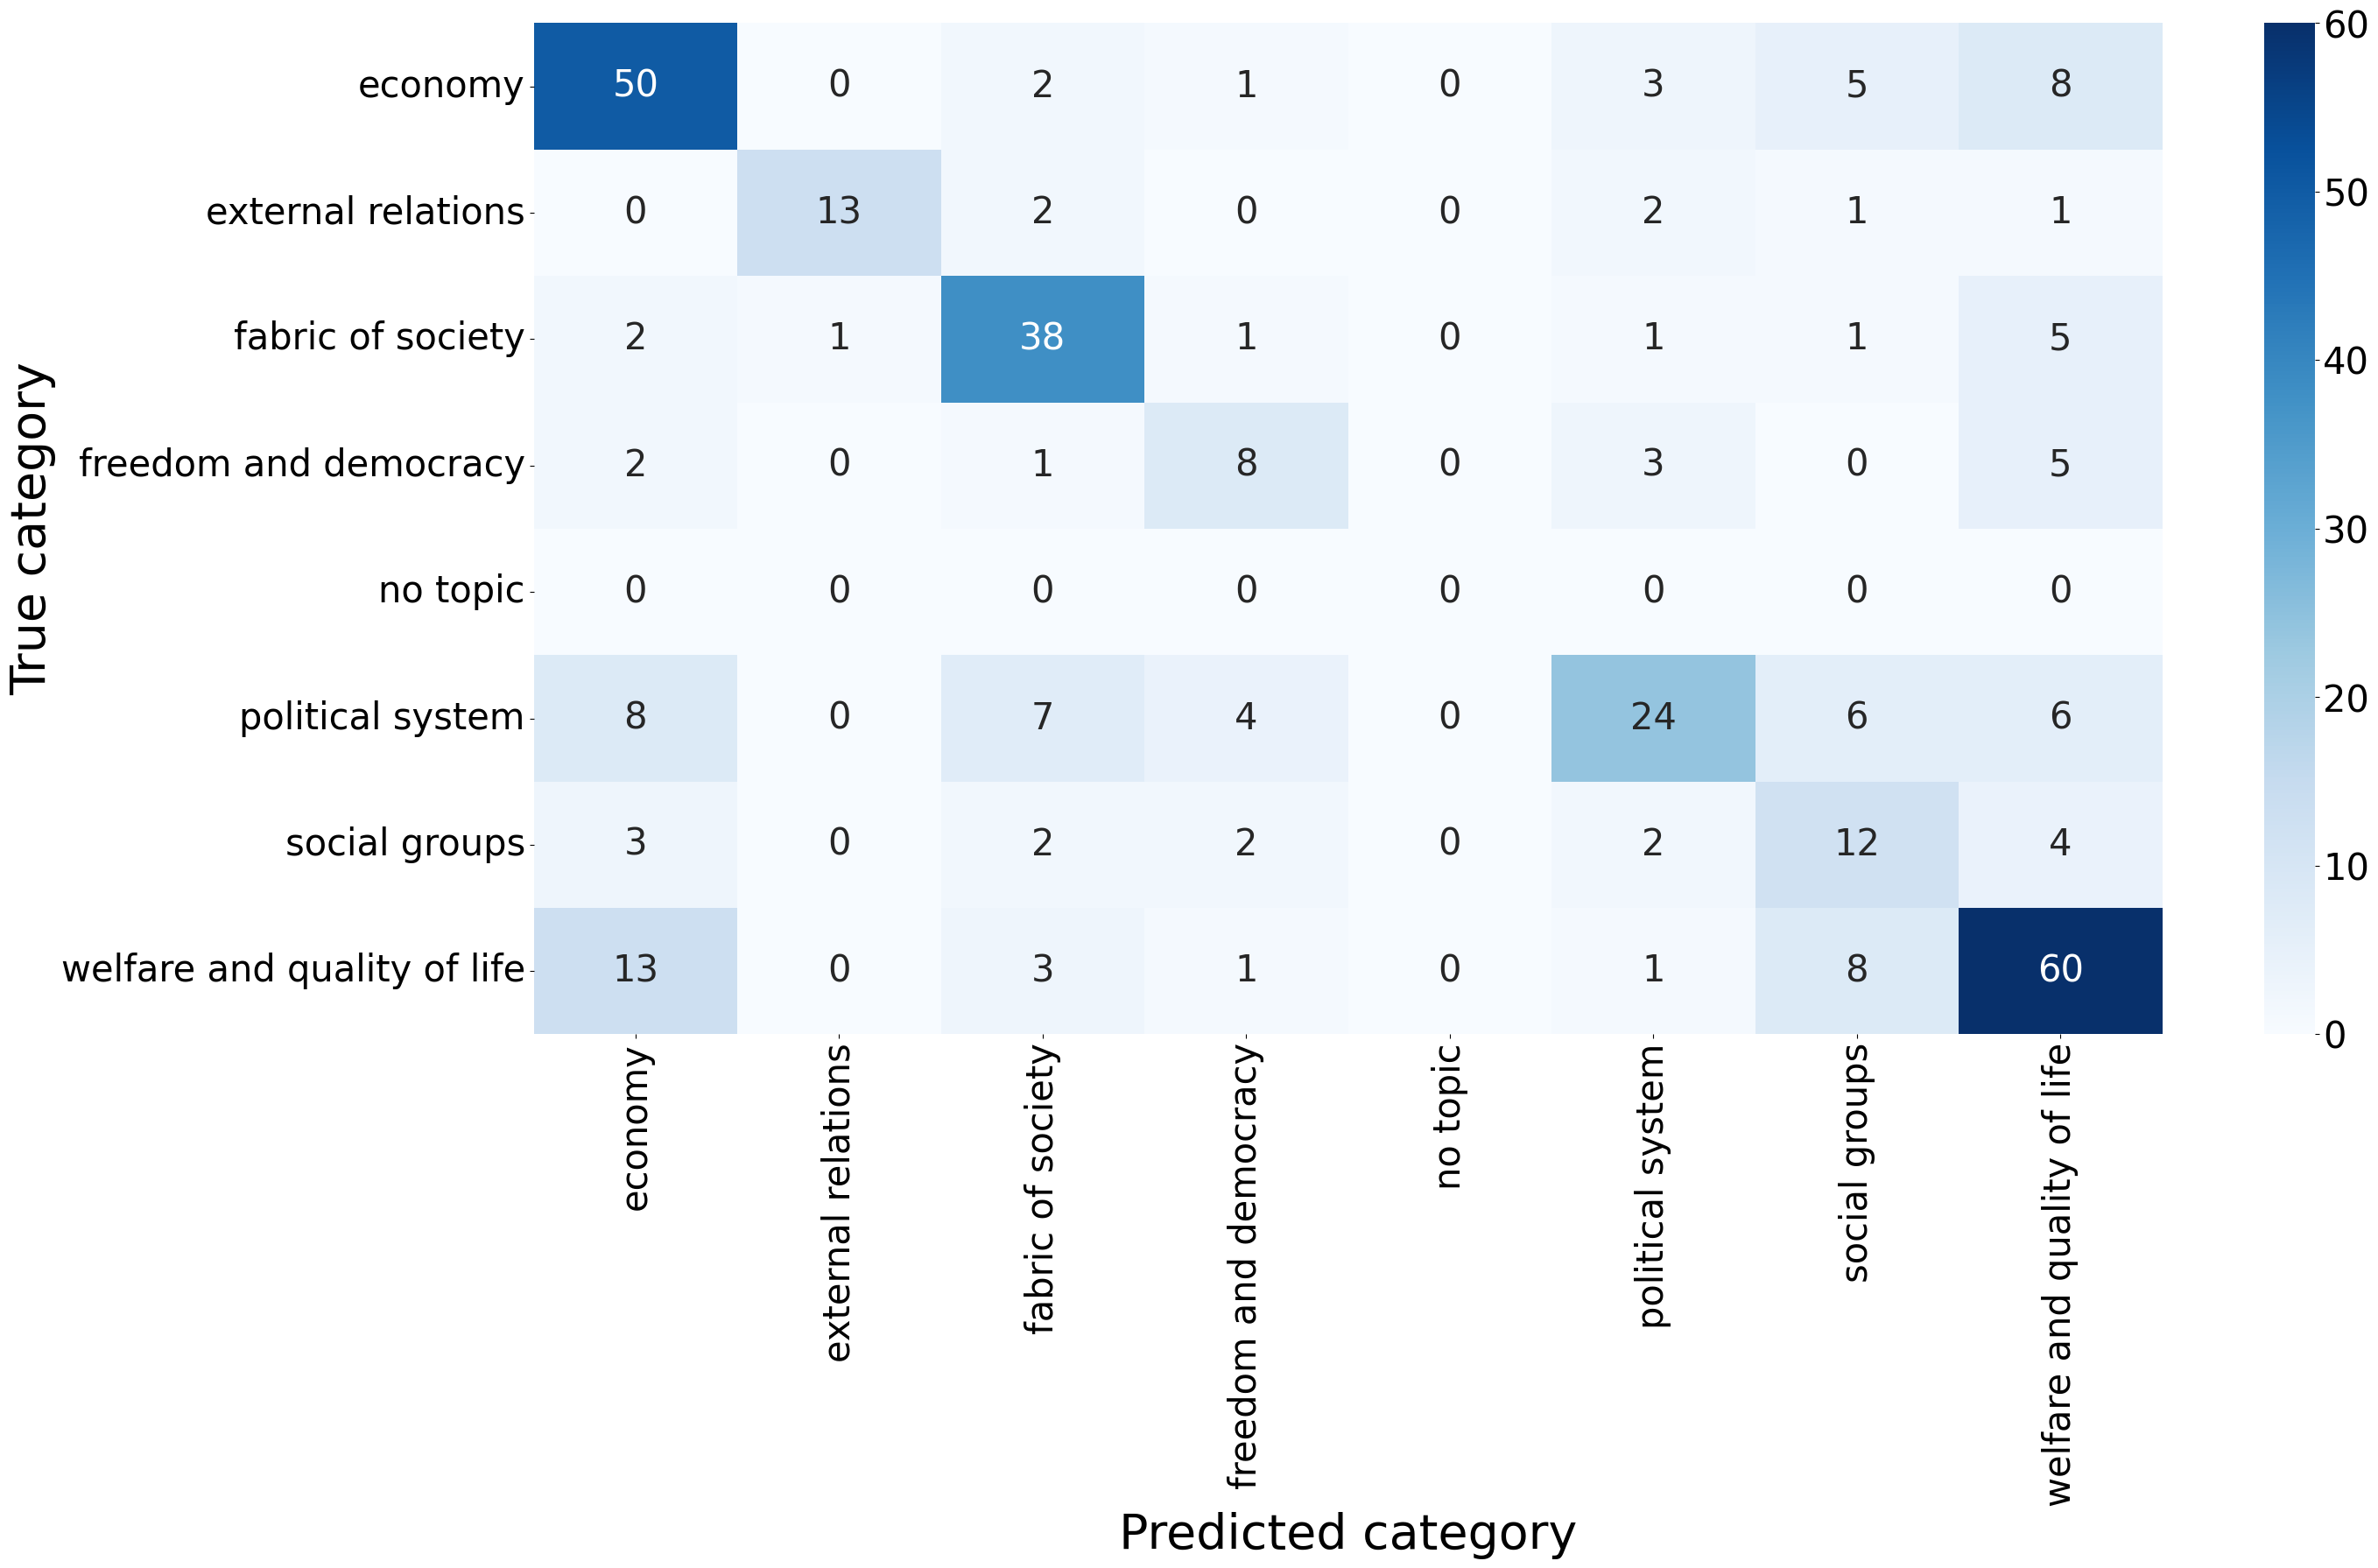 True category
economy 50 0 2 1 0 3 5 8
external relations 0 13 2 0 0 2 1 1
fabric of society 2 1 38 1 0 1 1 5
freedom and democracy 2 0 1 8 0 3 0 5
no topic 0 0 0 0 0 0 0 0
political system 8 0 7 4 0 24 6 6
social groups 3 0 2 2 0 2 12 4
welfare and quality of life 13 0 3 1 0 1 8 60
economy
external relations
fabric of society
freedom and democracy
no topic
political system
social groups
welfare and quality of life
Predicted category
60
50
40
30
20
10
0